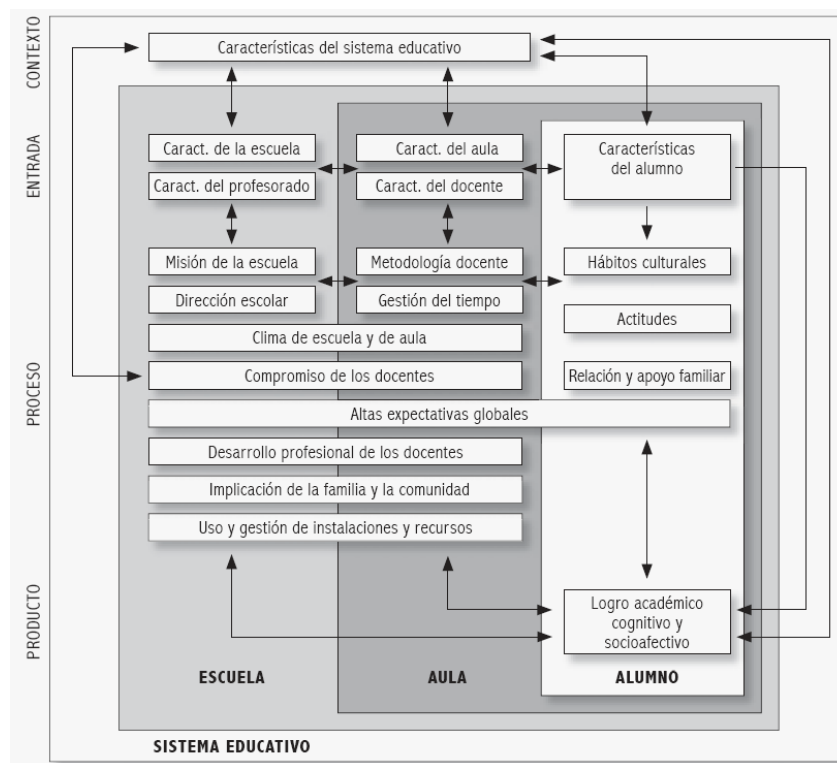 CONTEXTO
Características del sistema educativo
ENTRADA
Caract. de la escuela
Caract. del aula
Características
del alumno
Caract. del profesorado
Caract. del docente
PROCESO
Misión de la escuela
Metodología docente
Hábitos culturales
Dirección escolar
Gestión del tiempo
Actitudes
Clima de escuela y de aula
Compromiso de los docentes
Relación y apoyo familiar
Altas expectativas globales
Desarrollo profesional de los docentes
Implicación de la familia y la comunidad
Uso y gestión de instalaciones y recursos
PRODUCTO
Logro académico
cognitivo y
socioafectivo
ESCUELA
AULA
ALUMNO
SISTEMA EDUCATIVO